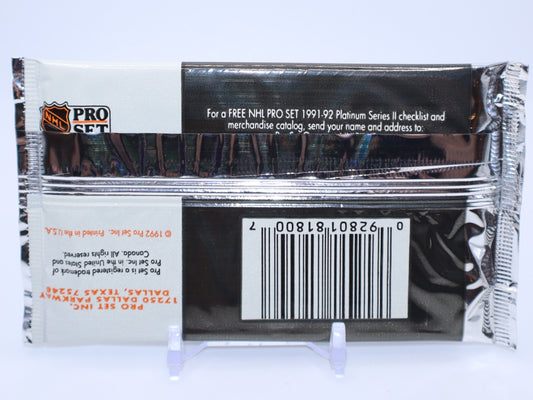 NHL
PRO
SET
For a FREE NHL PRO SET 1991-92 Platinum Series II checklist and
merchandise catalog, send your name and address to:
PRO SET INC.
17250 DALLAS PARKWAY
DALLAS, TEXAS 75248
Pro Set is a registered trademark of
Pro Set Inc. in the United States and
Canada. All rights reserved.
© 1992 Pro Set Inc. Printed in the U.S.A.
0 92801 81800 7